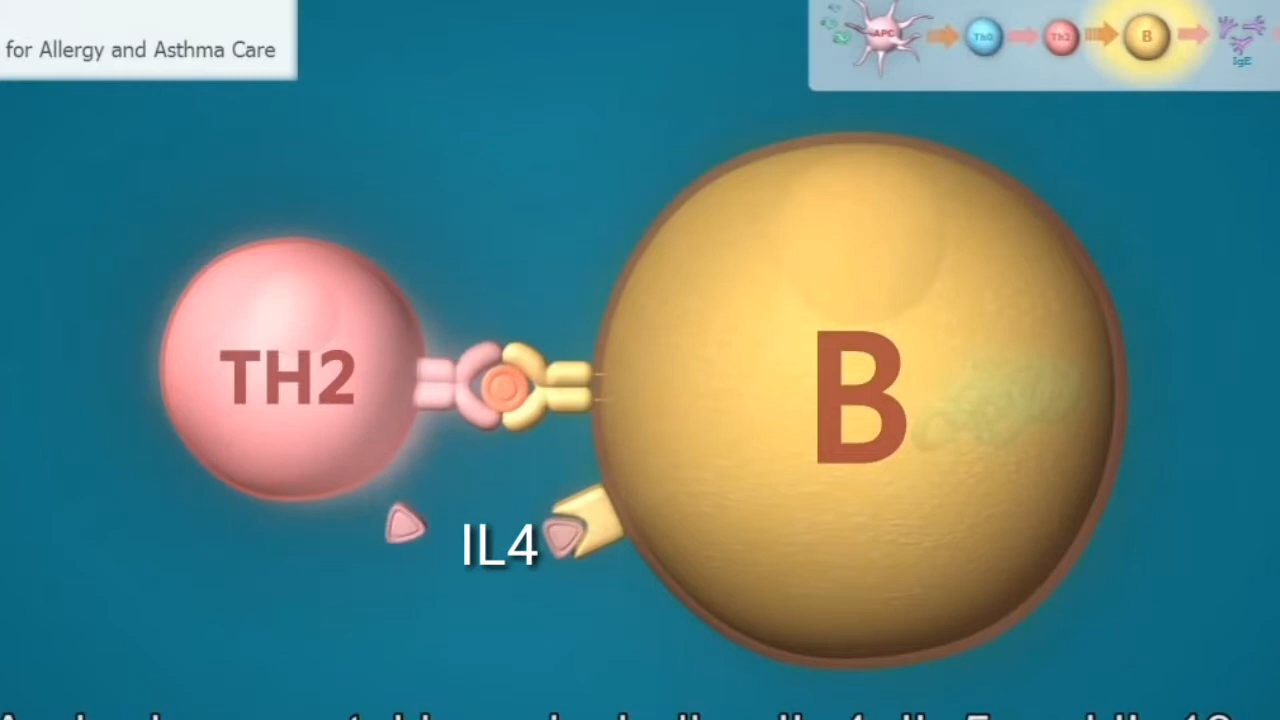 for Allergy and Asthma Care
APC
Th0
Th2
B
IgE
TH2
B
IL4